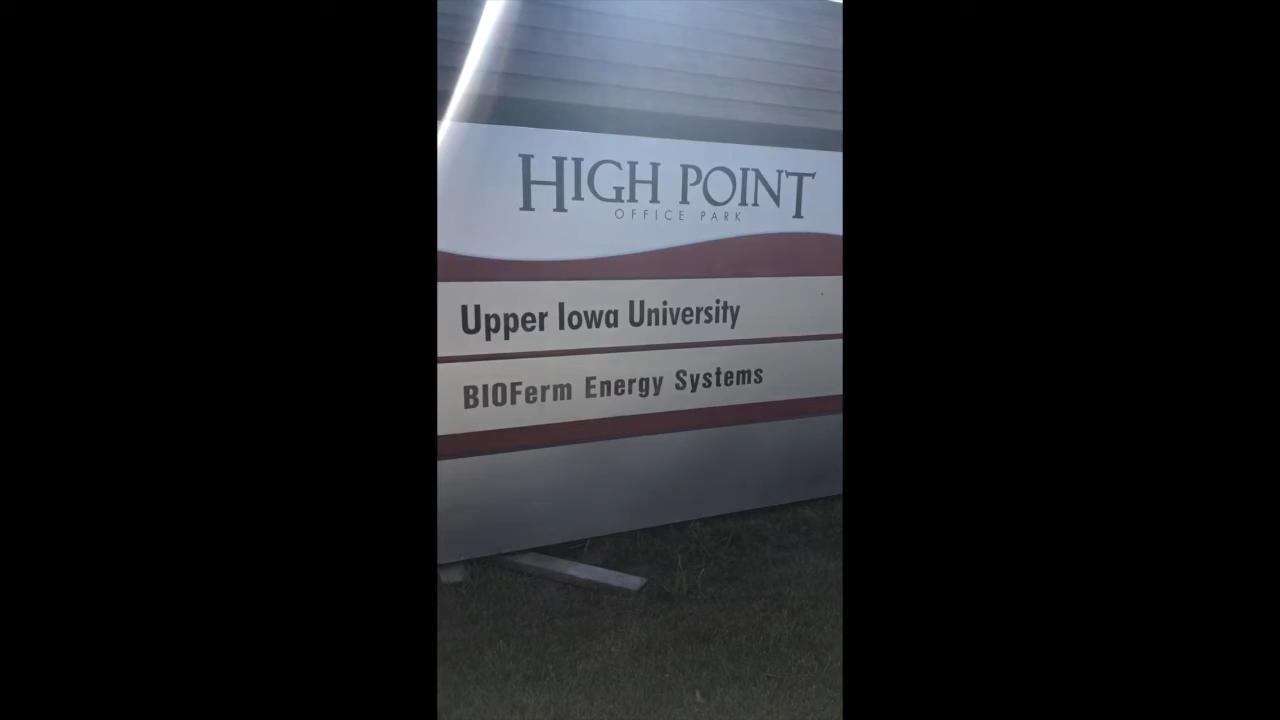 HIGH POINT
OFFICE PARK
Upper Iowa University
BIOFerm Energy Systems